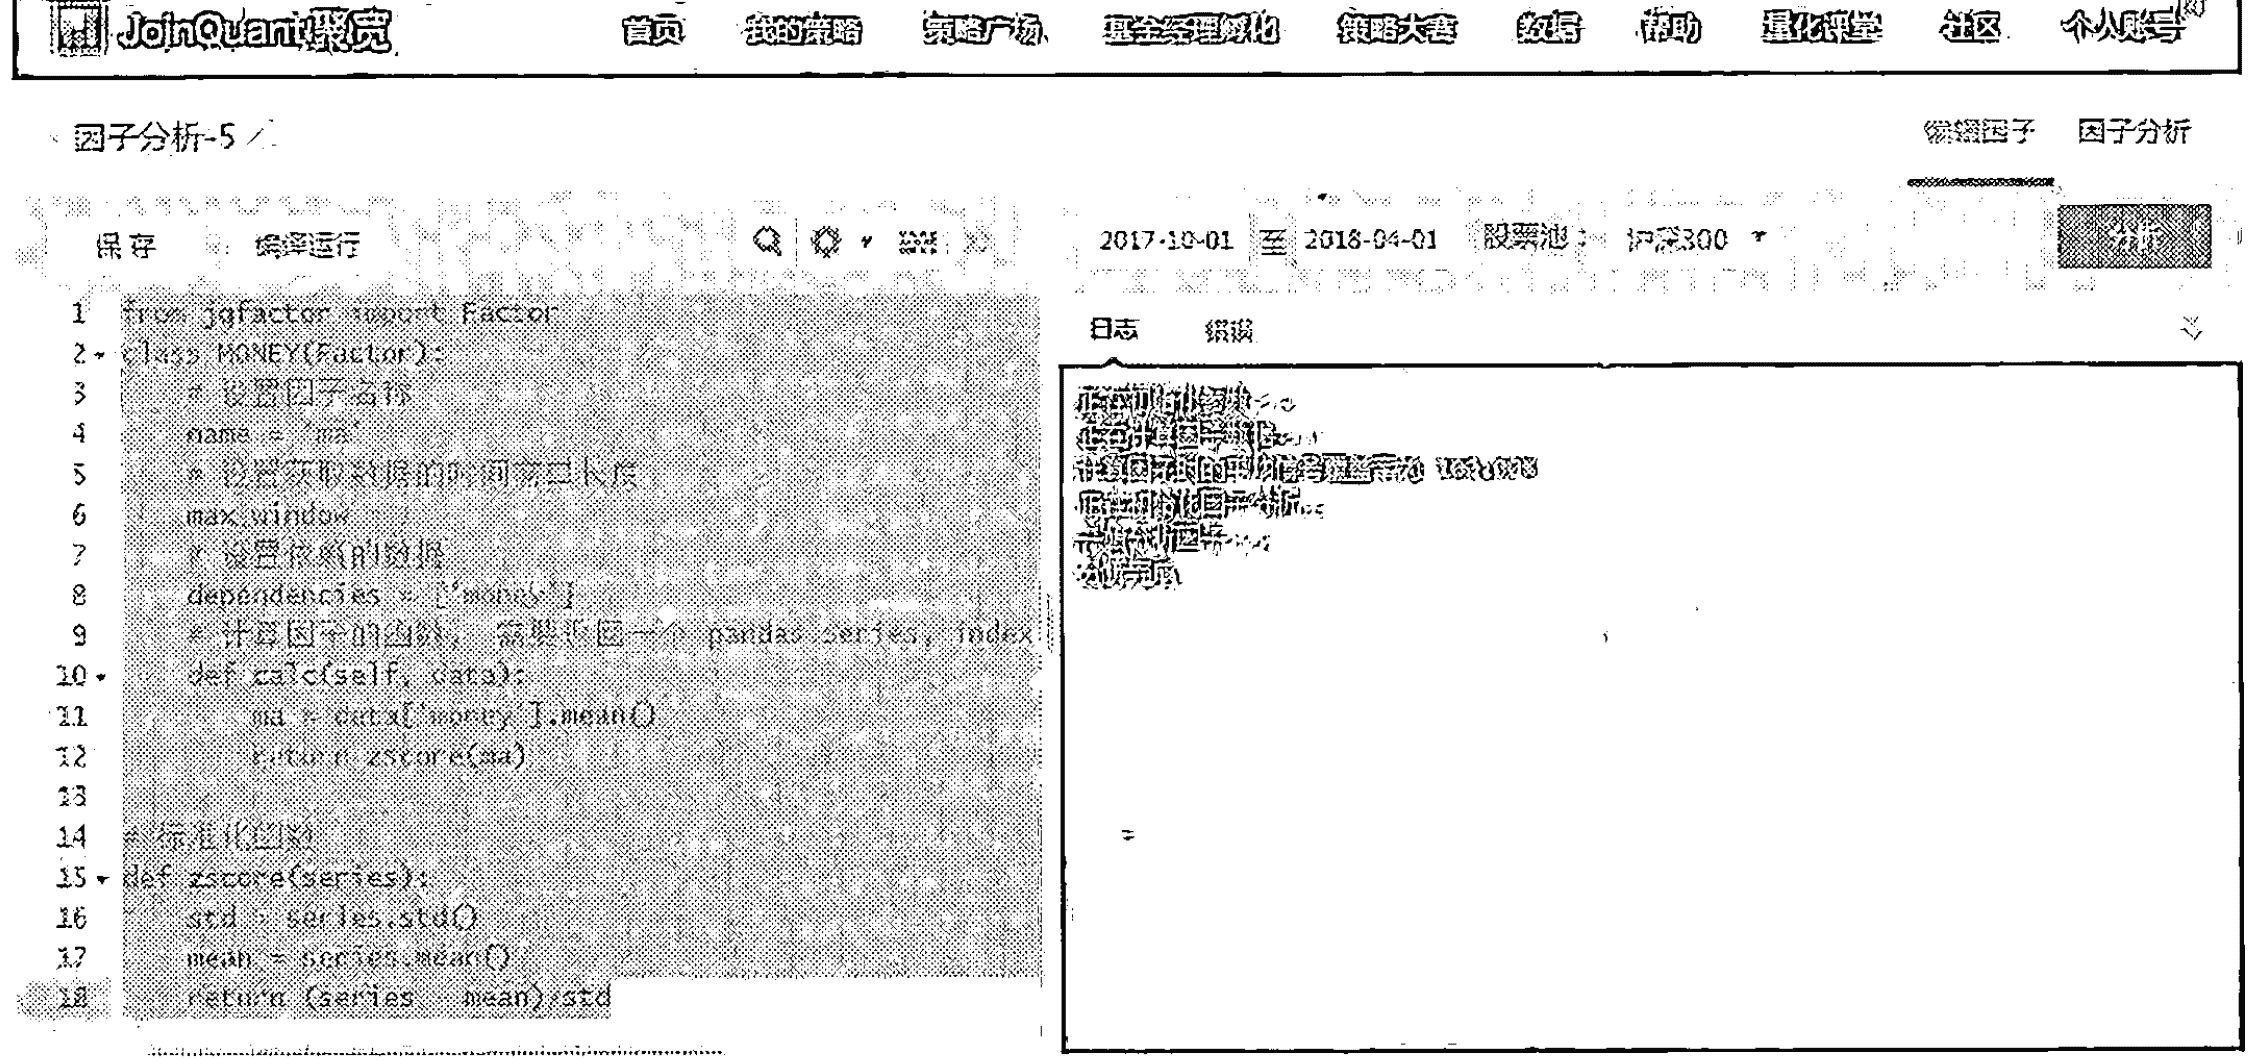 JoinQuant聚宽 首页 我的策略 策略广场 基金经理孵化 策略大赛 数据 帮助 量化课堂 社区 个人账号
因子分析-5 编辑因子 因子分析
保存 编译运行 2017-10-01 至 2018-04-01 股票池: 沪深300 分析
日志 错误
1 from jqfactor import Factor
2 class MONEY(Factor):
3 # 设置因子名称
4 name = 'ma'
5 # 设置获取数据的时间窗口长度
6 max_window
7 # 设置依赖的数据
8 dependencies = ['money']
9 # 计算因子的函数, 需要返回一个 pandas.series, index
10 def calc(self, data):
11 ma = data['money'].mean()
12 return zscore(ma)
13
14 # 标准化函数
15 def zscore(series):
16 std = series.std()
17 mean = series.mean()
18 return (series - mean)/std